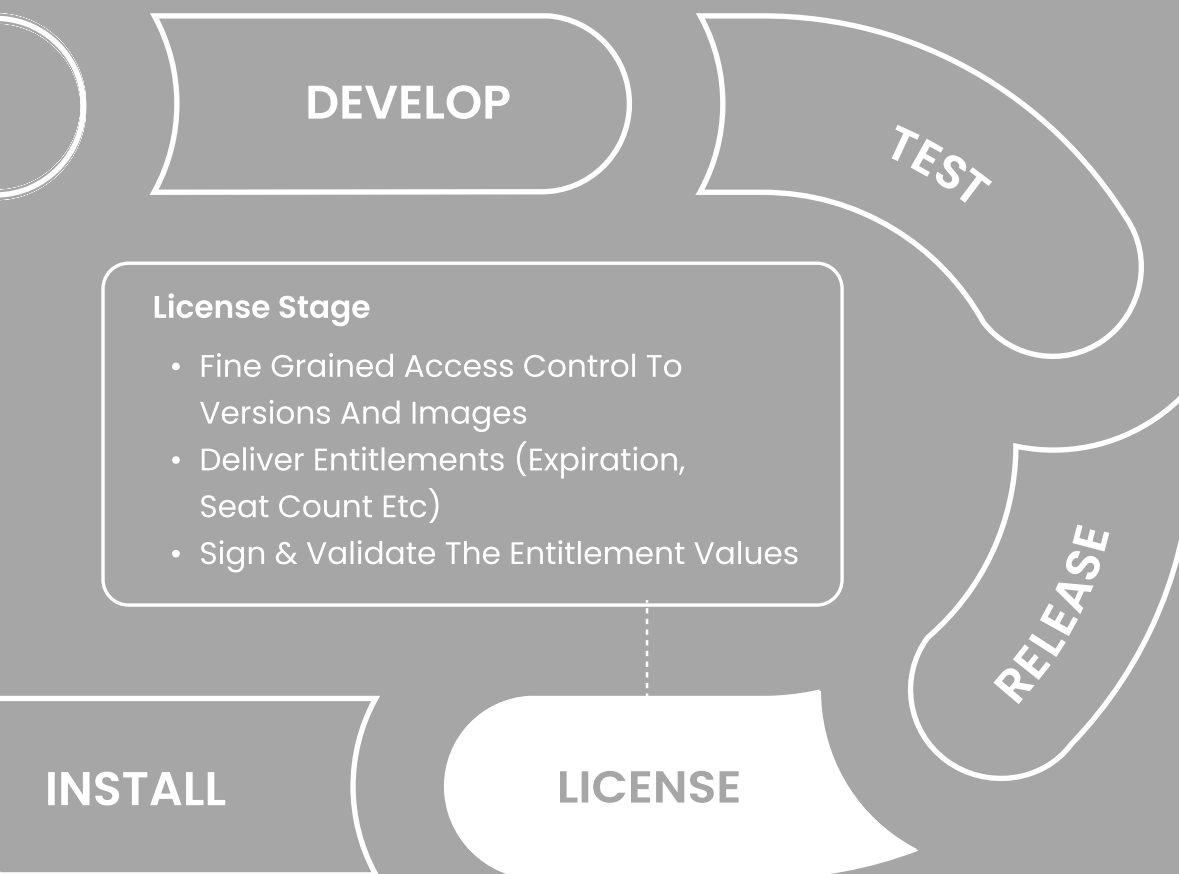 DEVELOP
TEST
License Stage
• Fine Grained Access Control To
Versions And Images
• Deliver Entitlements (Expiration,
Seat Count Etc)
• Sign & Validate The Entitlement Values
RELEASE
INSTALL
LICENSE